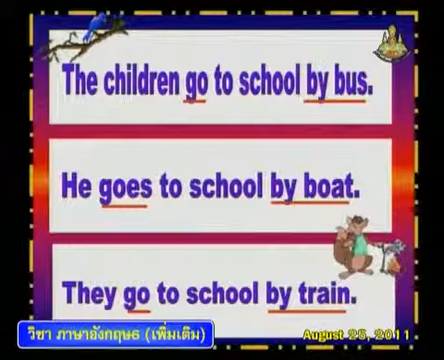 The children go to school by bus.
He goes to school by boat.
They go to school by train.
วิชา ภาษาอังกฤษ6 (เพิ่มเติม)
August 25, 2011